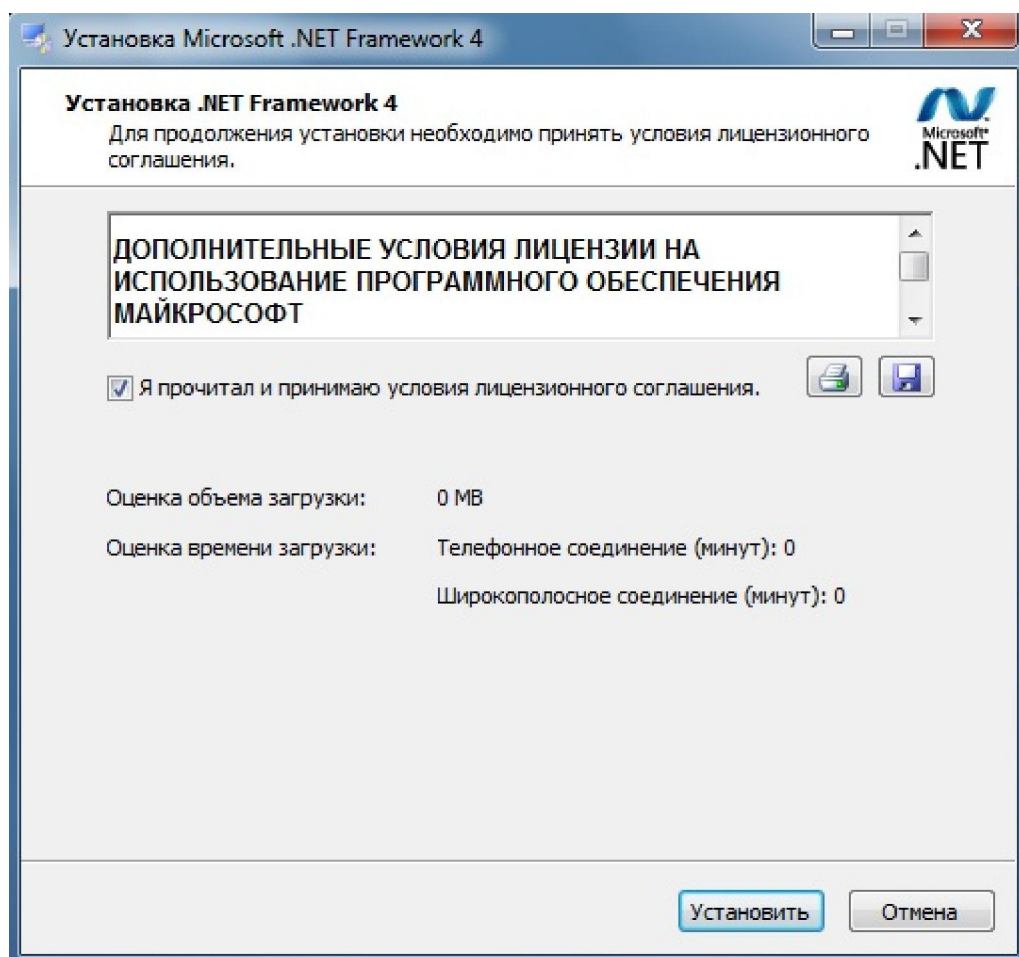 Установка Microsoft .NET Framework 4
Установка .NET Framework 4
Для продолжения установки необходимо принять условия лицензионного
соглашения.
Microsoft
.NET
ДОПОЛНИТЕЛЬНЫЕ УСЛОВИЯ ЛИЦЕНЗИИ НА
ИСПОЛЬЗОВАНИЕ ПРОГРАММНОГО ОБЕСПЕЧЕНИЯ
МАЙКРОСОФТ
Я прочитал и принимаю условия лицензионного соглашения.
Оценка объема загрузки: 0 MB
Оценка времени загрузки: Телефонное соединение (минут): 0
Широкополосное соединение (минут): 0
Установить Отмена